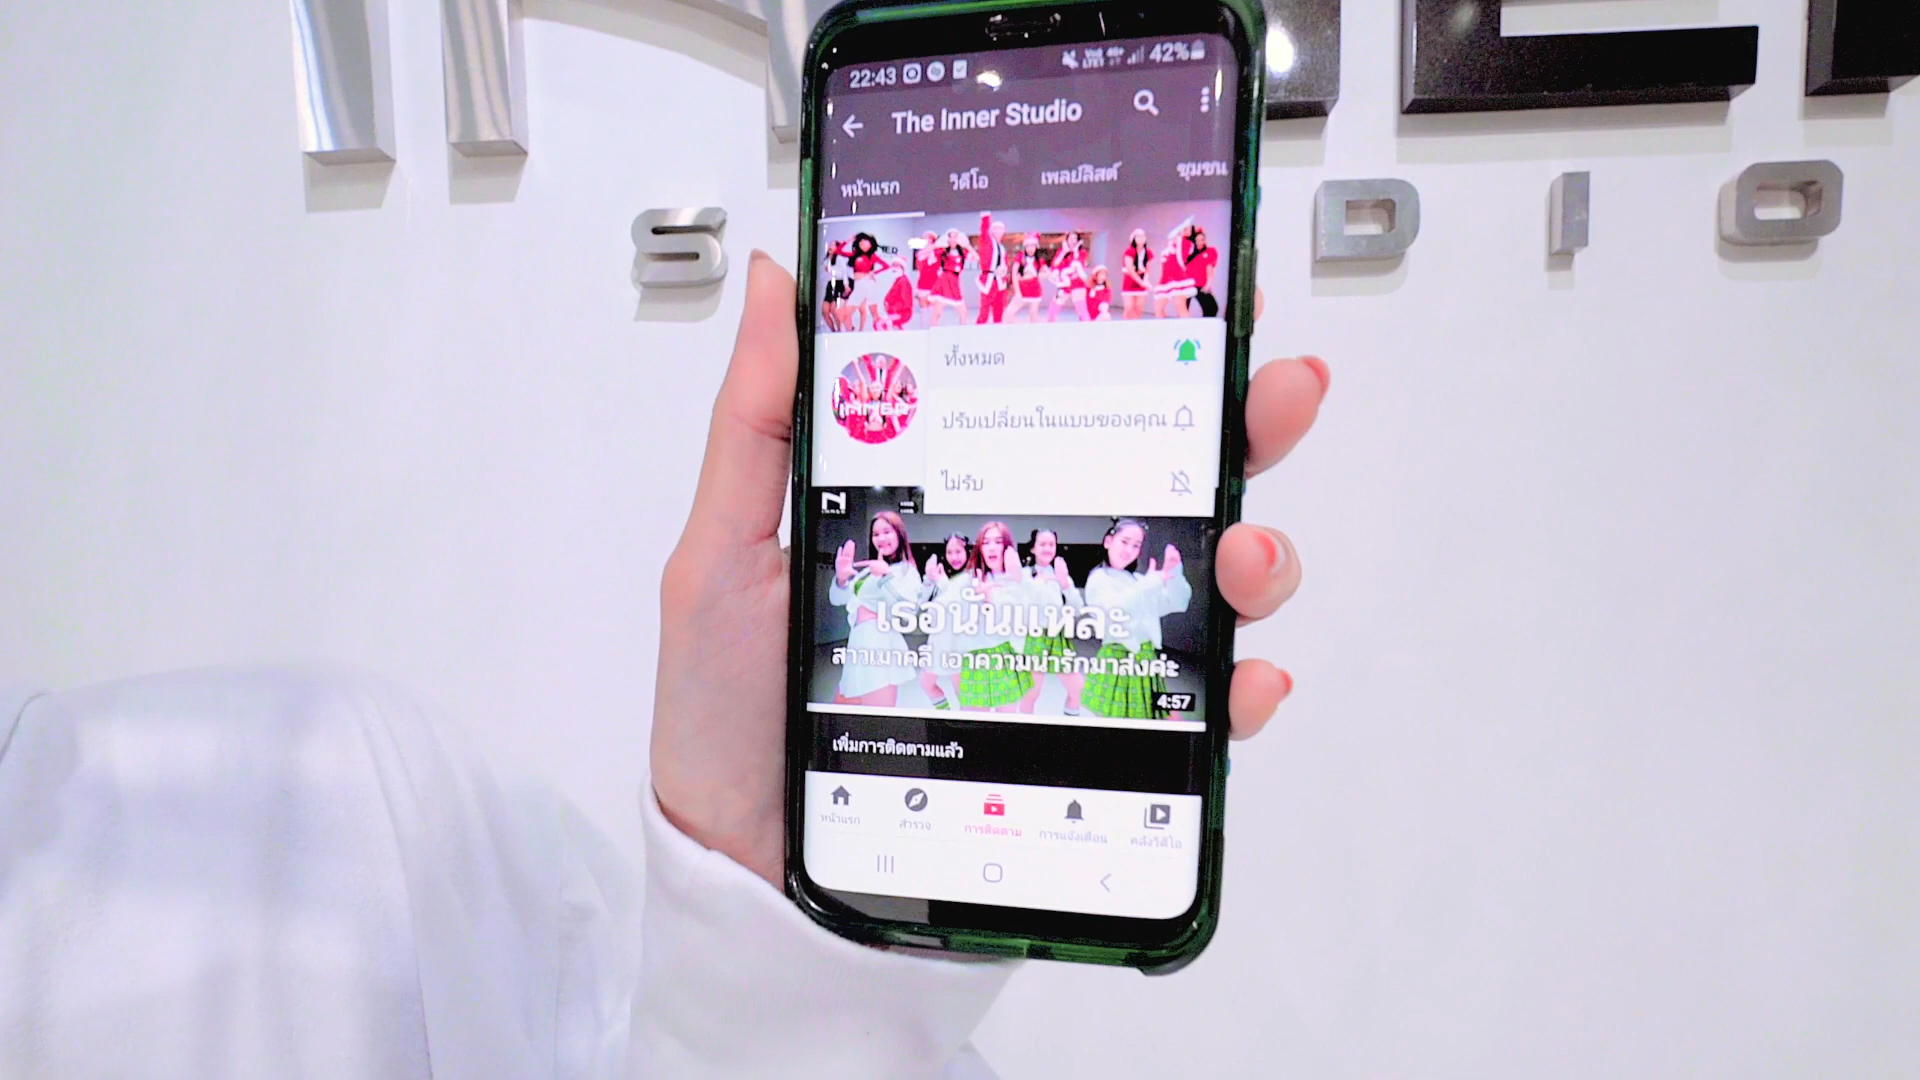 22:43
42%
The Inner Studio
หน้าแรก
วิดีโอ
เพลย์ลิสต์
ชุมชน
ทั้งหมด
ปรับเปลี่ยนในแบบของคุณ
ไม่รับ
เธอนั่นแหละ
สาวเมาคลี เอาความน่ารักมาส่งค่ะ
4:57
เพิ่มการติดตามแล้ว
หน้าแรก
สำรวจ
การติดตาม
การแจ้งเตือน
คลังวิดีโอ
S
DIO